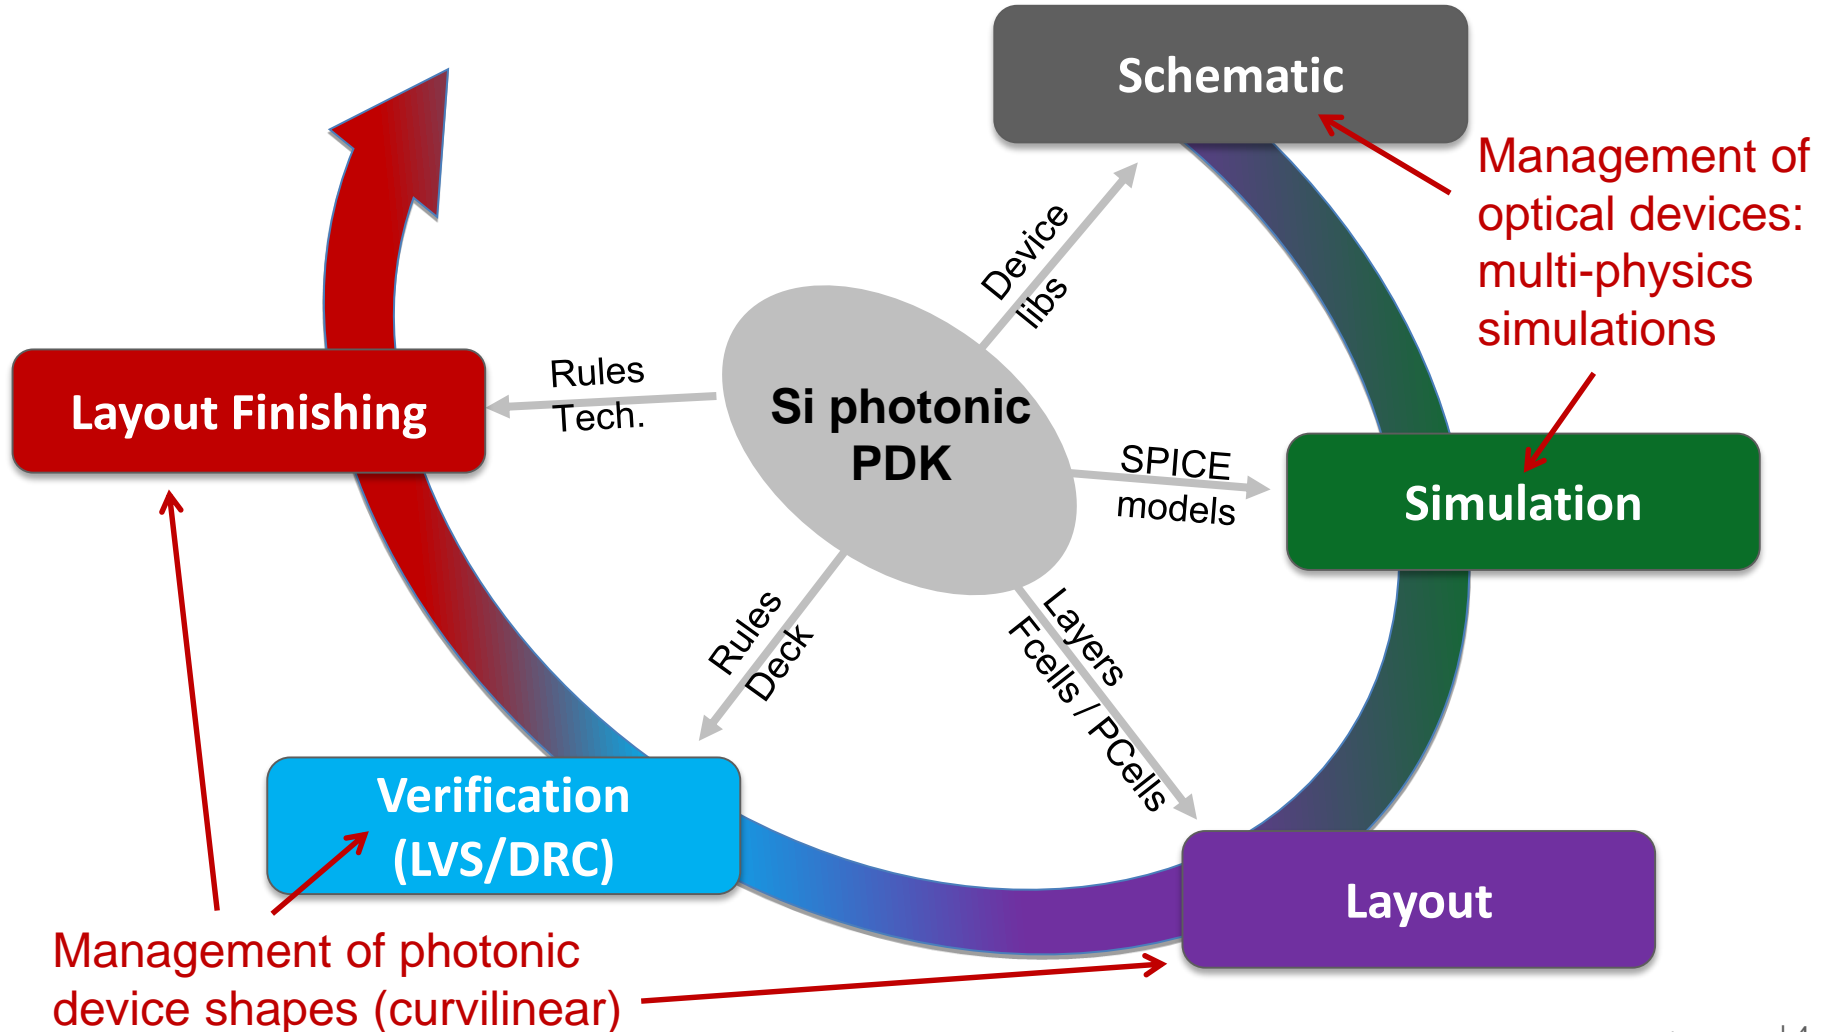 Schematic
Management of
optical devices:
multi-physics
simulations
Device
libs
Rules
Tech.
Layout Finishing
Si photonic
PDK
SPICE
models
Simulation
Rules
Deck
Layers
Fcells / PCells
Verification
(LVS/DRC)
Layout
Management of photonic
device shapes (curvilinear)